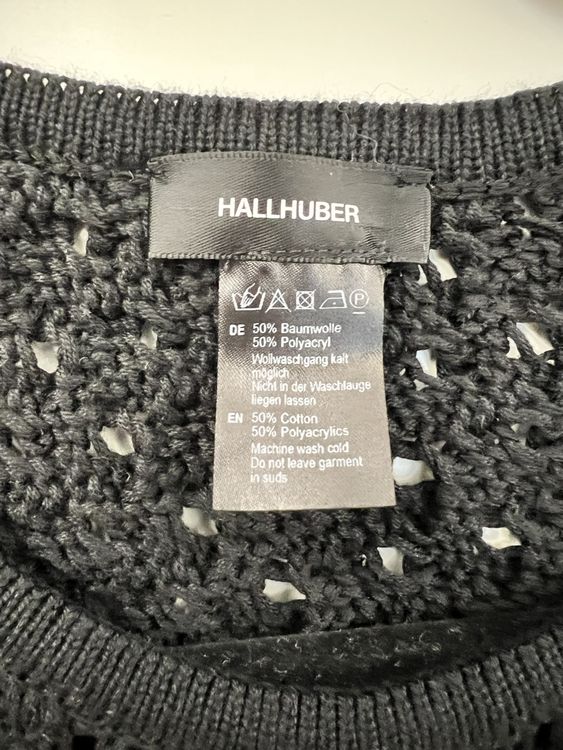 HALLHUBER
P
DE 50% Baumwolle
50% Polyacryl
Wollwaschgang kalt
möglich
Nicht in der Waschlauge
liegen lassen
EN 50% Cotton
50% Polyacrylics
Machine wash cold
Do not leave garment
in suds